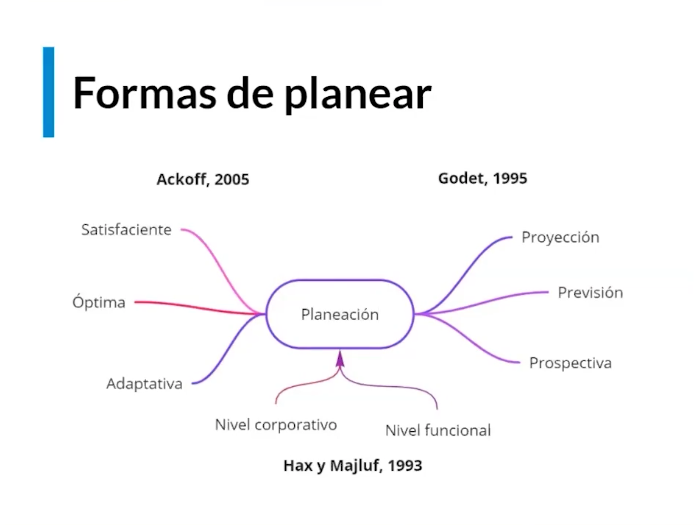 Formas de planear
Ackoff, 2005
Godet, 1995
Satisfaciente
Óptima
Adaptativa
Planeación
Proyección
Previsión
Prospectiva
Nivel corporativo
Nivel funcional
Hax y Majluf, 1993